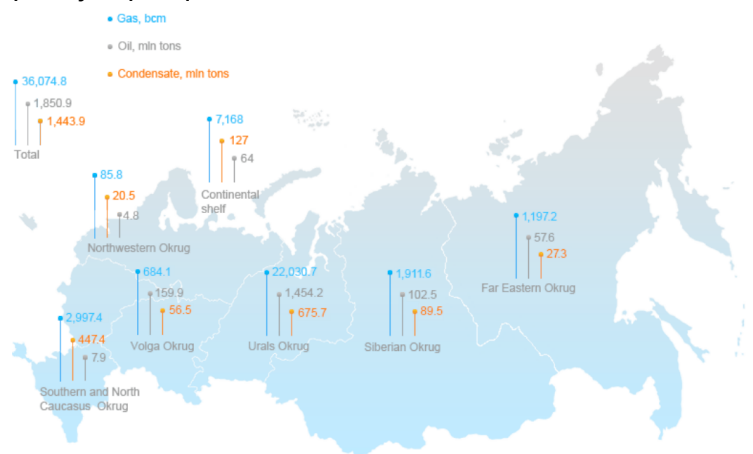 Gas, bcm
Oil, mln tons
Condensate, mln tons
36,074.8
1,850.9
1,443.9
Total
7,168
127
64
Continental
shelf
85.8
20.5
4.8
Northwestern Okrug
1,197.2
57.6
27.3
Far Eastern Okrug
684.1
159.9
56.5
Volga Okrug
22,030.7
1,454.2
675.7
Urals Okrug
1,911.6
102.5
89.5
Siberian Okrug
2,997.4
447.4
7.9
Southern and North
Caucasus Okrug